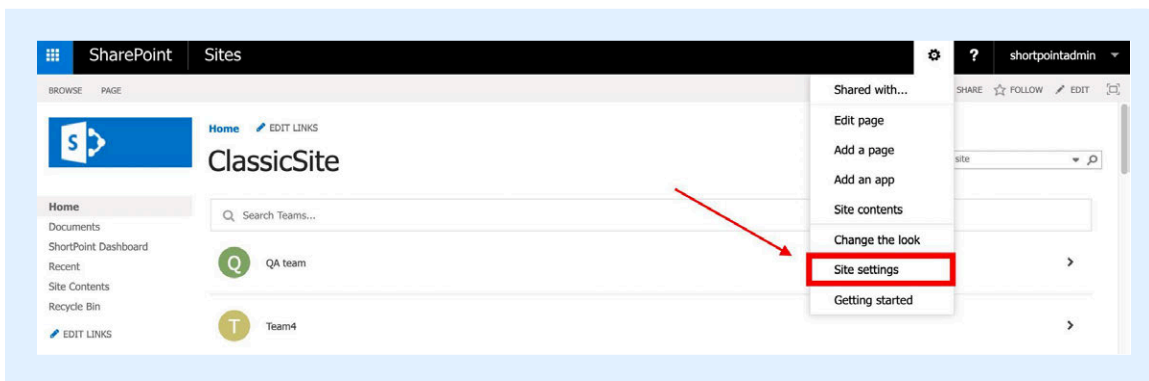 SharePoint Sites ? shortpointadmin
BROWSE PAGE SHARE FOLLOW EDIT
Shared with...
Edit page
Add a page
Add an app
Site contents
Change the look
Site settings
Getting started
S
Home EDIT LINKS
ClassicSite
site
Home
Documents
ShortPoint Dashboard
Recent
Site Contents
Recycle Bin
EDIT LINKS
Search Teams...
Q QA team
T Team4